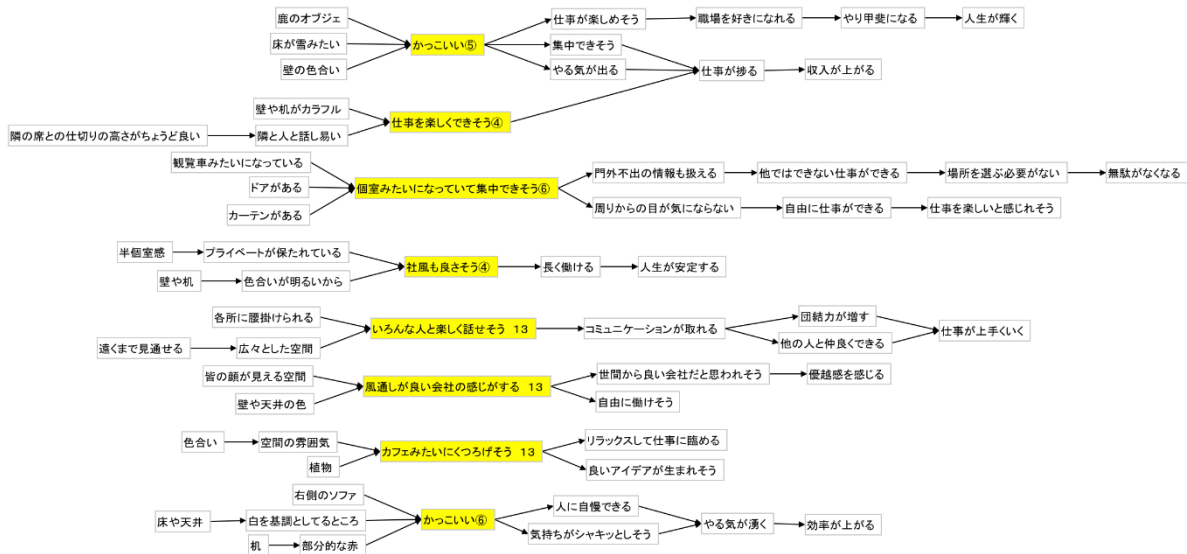 鹿のオブジェ
床が雪みたい
壁の色合い
かっこいい⑤
仕事が楽しめそう
職場を好きになれる
やり甲斐になる
人生が輝く
集中できそう
やる気が出る
仕事が捗る
収入が上がる
壁や机がカラフル
隣の席との仕切りの高さがちょうど良い
隣と人と話し易い
仕事を楽しくできそう④
観覧車みたいになっている
ドアがある
カーテンがある
個室みたいになっていて集中できそう⑥
門外不出の情報も扱える
他ではできない仕事ができる
場所を選ぶ必要がない
無駄がなくなる
周りからの目が気にならない
自由に仕事ができる
仕事を楽しいと感じれそう
半個室感
プライベートが保たれている
壁や机
色合いが明るいから
社風も良さそう④
長く働ける
人生が安定する
各所に腰掛けられる
遠くまで見通せる
広々とした空間
いろんな人と楽しく話せそう 13
コミュニケーションが取れる
団結力が増す
他の人と仲良くできる
仕事が上手くいく
皆の顔が見える空間
壁や天井の色
風通しが良い会社の感じがする 13
世間から良い会社だと思われそう
優越感を感じる
自由に働けそう
色合い
空間の雰囲気
植物
カフェみたいにくつろげそう 13
リラックスして仕事に臨める
良いアイデアが生まれそう
右側のソファ
床や天井
白を基調としてるところ
机
部分的な赤
かっこいい⑥
人に自慢できる
気持ちがシャキッとしそう
やる気が湧く
効率が上がる